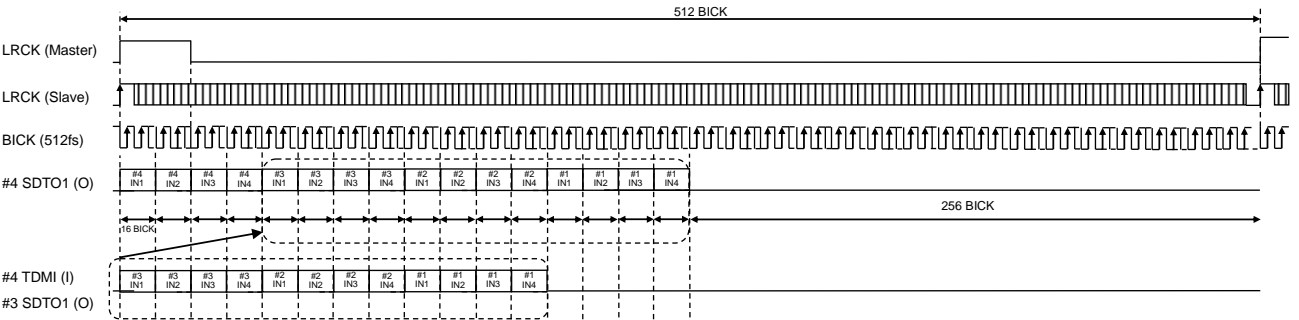 512 BICK
LRCK (Master)
LRCK (Slave)
BICK (512fs)
#4 SDTO1 (O)
#4 IN1
#4 IN2
#4 IN3
#4 IN4
#3 IN1
#3 IN2
#3 IN3
#3 IN4
#2 IN1
#2 IN2
#2 IN3
#2 IN4
#1 IN1
#1 IN2
#1 IN3
#1 IN4
16 BICK
256 BICK
#4 TDMI (I)
#3 IN1
#3 IN2
#3 IN3
#3 IN4
#2 IN1
#2 IN2
#2 IN3
#2 IN4
#1 IN1
#1 IN2
#1 IN3
#1 IN4
#3 SDTO1 (O)